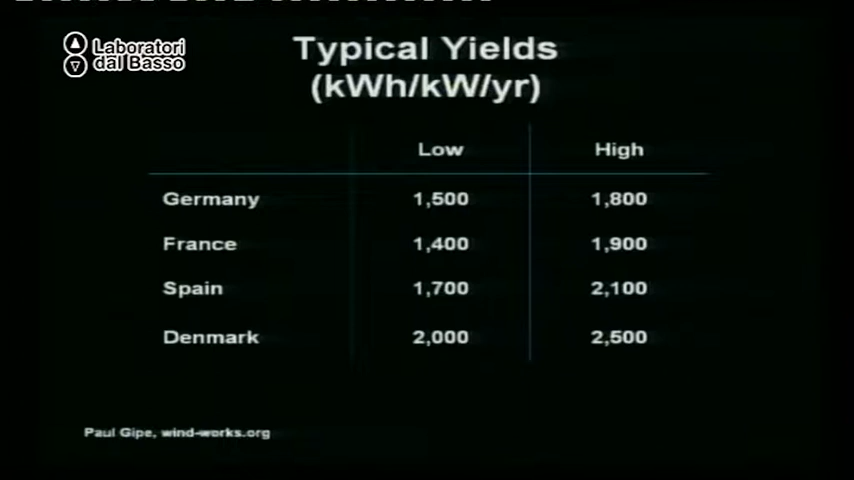 Laboratori
dal Basso
Typical Yields
(kWh/kW/yr)
Low High
Germany 1,500 1,800
France 1,400 1,900
Spain 1,700 2,100
Denmark 2,000 2,500
Paul Gipe, wind-works.org